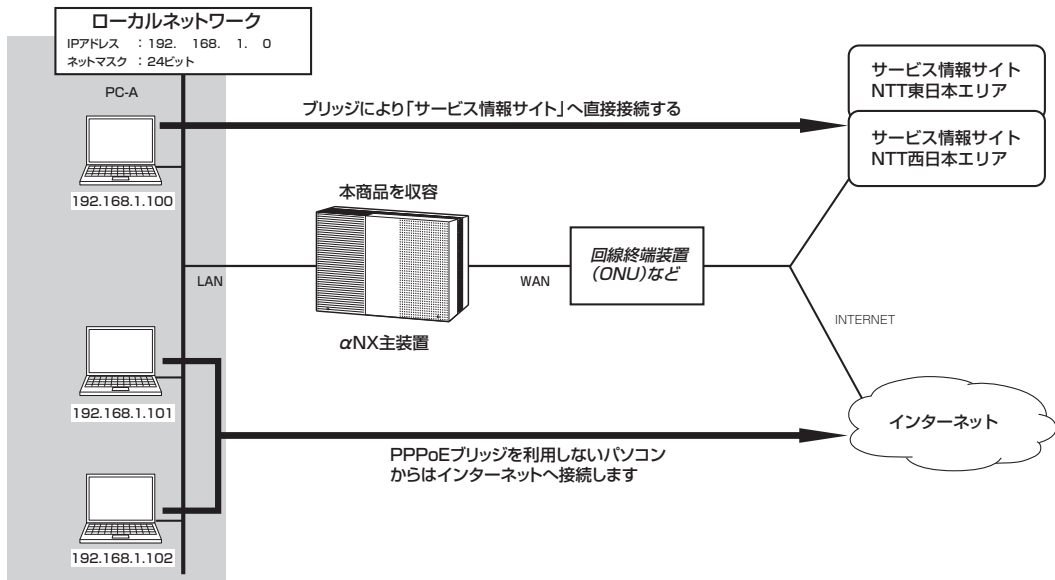 ローカルネットワーク
IPアドレス ：192. 168. 1. 0
ネットマスク ：24ビット
PC-A
192.168.1.100
ブリッジにより「サービス情報サイト」へ直接接続する
サービス情報サイト
NTT東日本エリア
サービス情報サイト
NTT西日本エリア
本商品を収容
LAN
αNX主装置
WAN
回線終端装置
(ONU)など
INTERNET
192.168.1.101
インターネット
PPPoEブリッジを利用しないパソコン
からはインターネットへ接続します
192.168.1.102